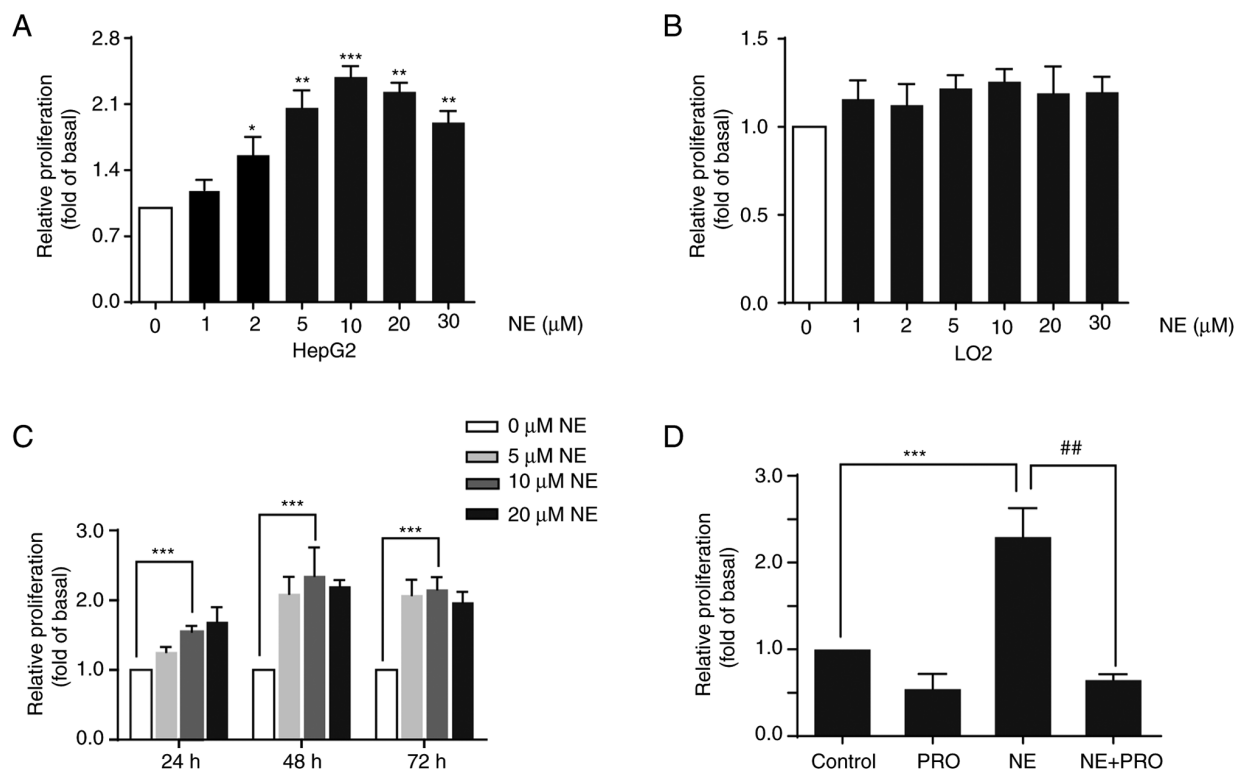 A
Relative proliferation
(fold of basal)
2.8
2.1
1.4
0.7
0.0
*
**
***
**
**
0 1 2 5 10 20 30 NE (μM)
HepG2
B
Relative proliferation
(fold of basal)
1.5
1.0
0.5
0.0
0 1 2 5 10 20 30 NE (μM)
LO2
C
0 μM NE
5 μM NE
10 μM NE
20 μM NE
Relative proliferation
(fold of basal)
3.0
2.0
1.0
0.0
***
***
***
24 h 48 h 72 h
D
Relative proliferation
(fold of basal)
3.0
2.0
1.0
0.0
***
##
Control PRO NE NE+PRO